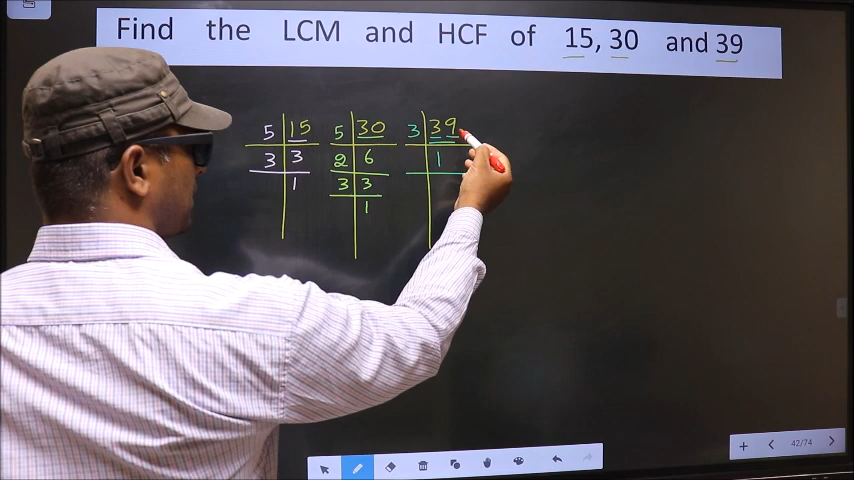 Find the LCM and HCF of 15, 30 and 39
5 15 5 30 3 39
3 3 2 6 1
1 3 3
1
42/74